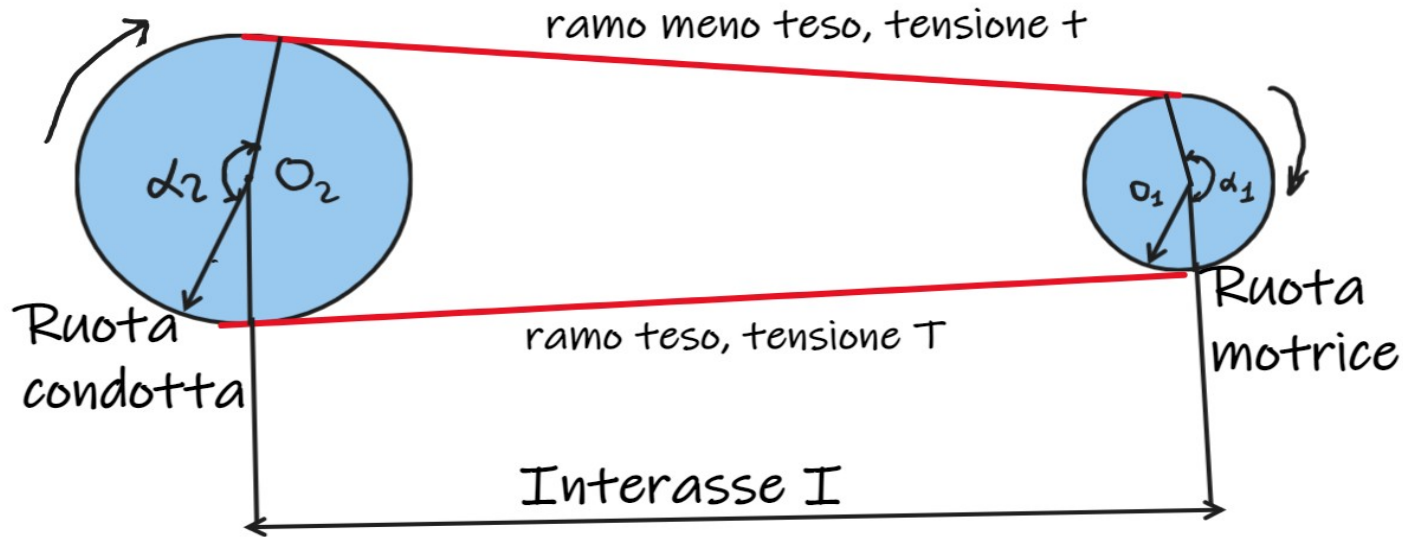 ramo meno teso, tensione t
α2
O2
O1
α1
Ruota
condotta
ramo teso, tensione T
Ruota
motrice
Interasse I